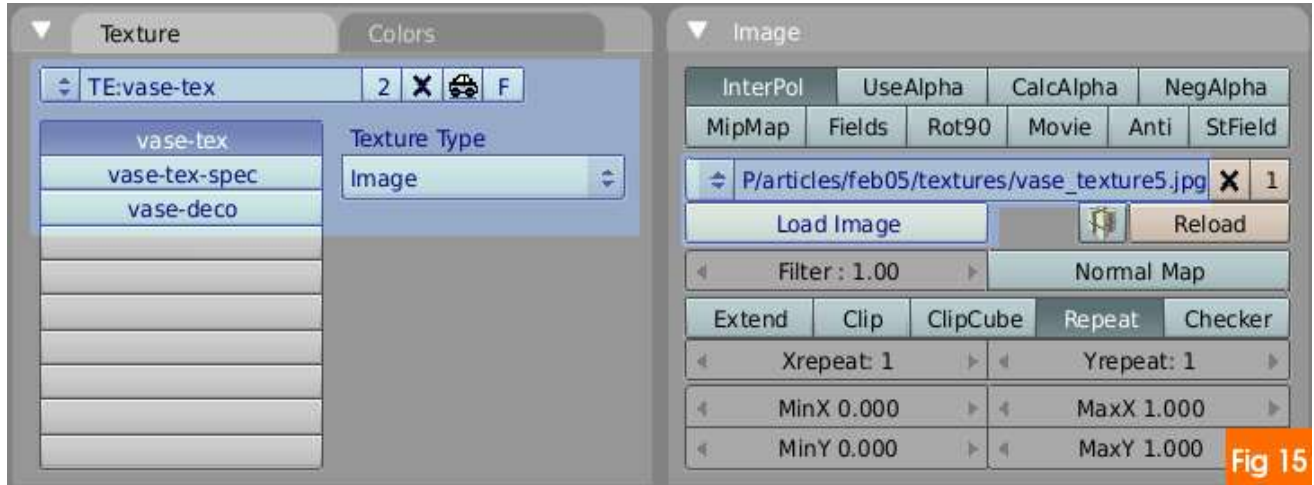 Texture
Colors
TE:vase-tex
2
F
vase-tex
vase-tex-spec
vase-deco
Texture Type
Image
Image
InterPol UseAlpha CalcAlpha NegAlpha
MipMap Fields Rot90 Movie Anti StField
P/articles/feb05/textures/vase_texture5.jpg 1
Load Image Reload
Filter : 1.00 Normal Map
Extend Clip ClipCube Repeat Checker
Xrepeat: 1 Yrepeat: 1
MinX 0.000 MaxX 1.000
MinY 0.000 MaxY 1.000
Fig 15